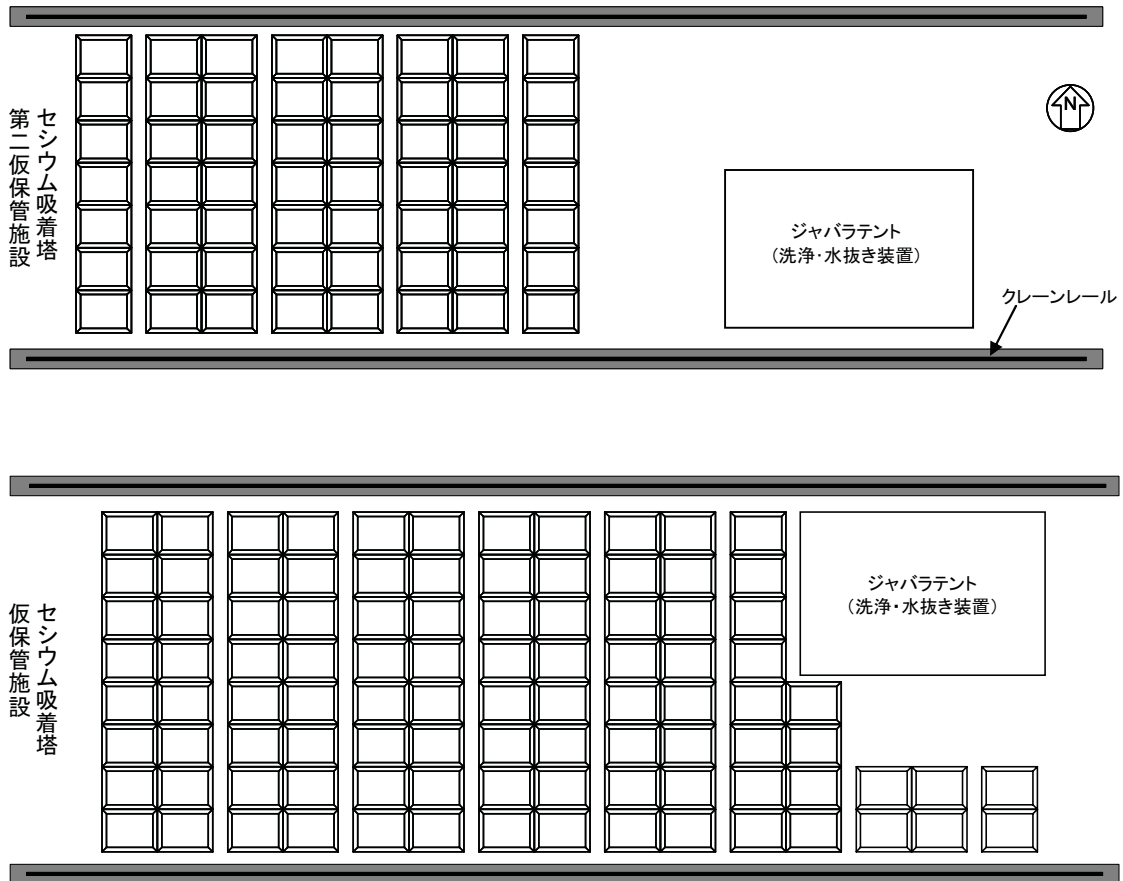 セシウム吸着塔
第二仮保管施設
N
ジャバラテント
（洗浄・水抜き装置）
クレーンレール
セシウム吸着塔
仮保管施設
ジャバラテント
（洗浄・水抜き装置）